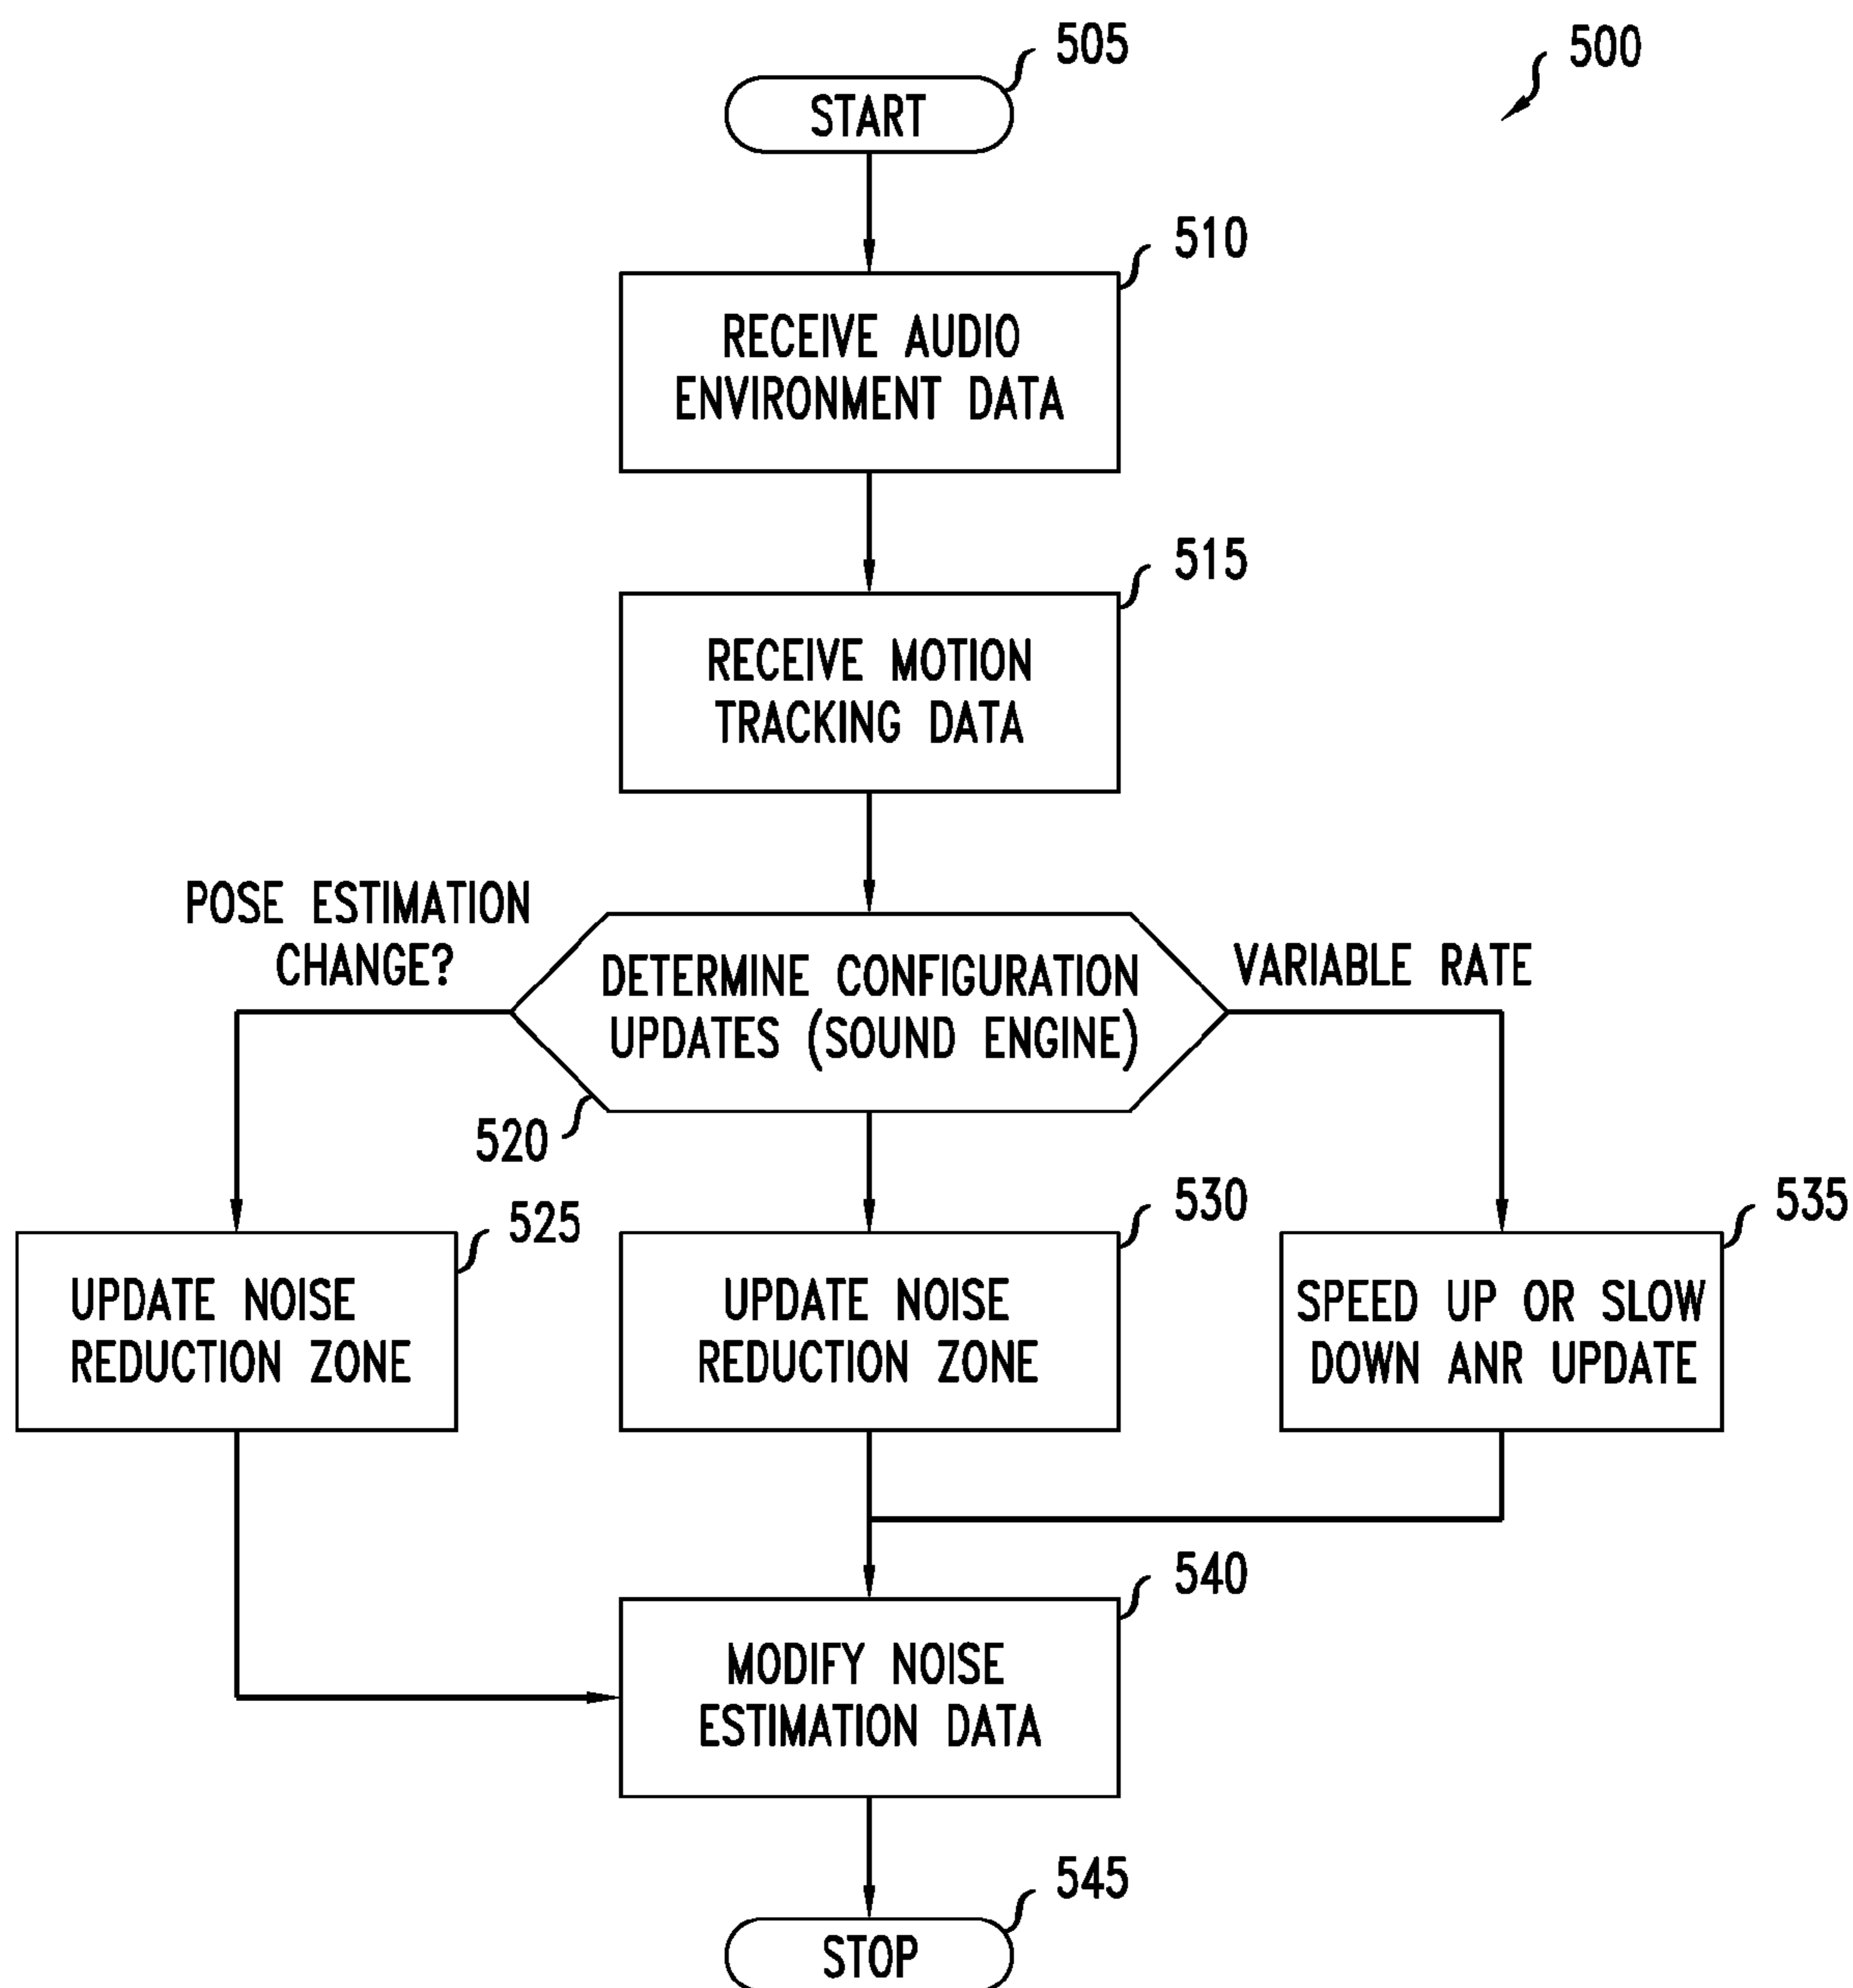 505
500
START
510
RECEIVE AUDIO
ENVIRONMENT DATA
515
RECEIVE MOTION
TRACKING DATA
POSE ESTIMATION
CHANGE?
DETERMINE CONFIGURATION
UPDATES (SOUND ENGINE)
VARIABLE RATE
520
525
UPDATE NOISE
REDUCTION ZONE
530
UPDATE NOISE
REDUCTION ZONE
535
SPEED UP OR SLOW
DOWN ANR UPDATE
540
MODIFY NOISE
ESTIMATION DATA
545
STOP